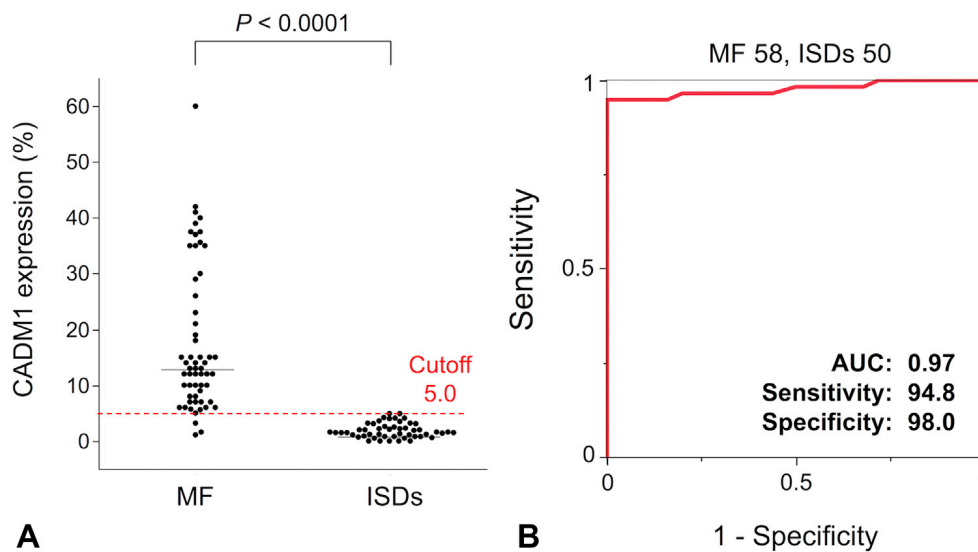 P < 0.0001
CADM1 expression (%)
60
50
40
30
20
10
0
Cutoff
5.0
MF
ISDs
A
MF 58, ISDs 50
Sensitivity
1
0.5
0
AUC: 0.97
Sensitivity: 94.8
Specificity: 98.0
0
0.5
1 - Specificity
B